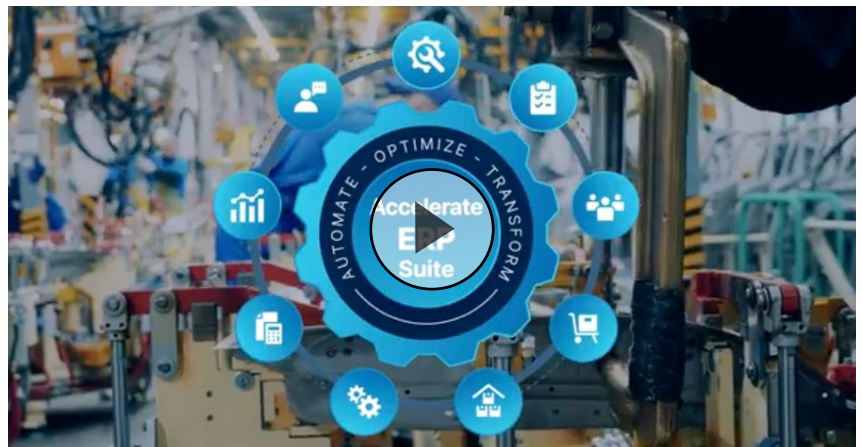 AUTOMATE - OPTIMIZE - TRANSFORM
Accelerate
ERP
Suite